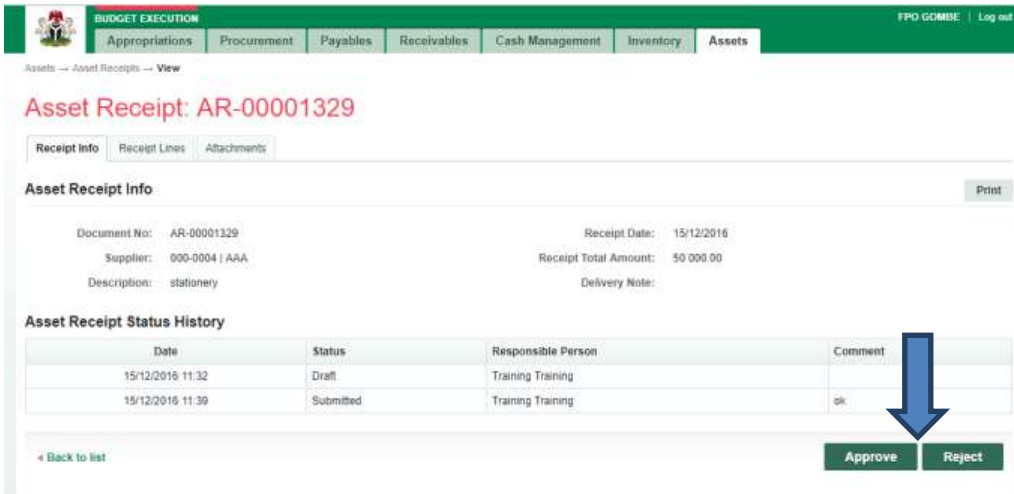 BUDGET EXECUTION
FPO GOMBE | Log out
Appropriations Procurement Payables Receivables Cash Management Inventory Assets
Assets → Asset Receipts → View
Asset Receipt: AR-00001329
Receipt Info Receipt Lines Attachments
Asset Receipt Info
Print
Document No: AR-00001329 Receipt Date: 15/12/2016
Supplier: 000-0004 | AAA Receipt Total Amount: 50 000.00
Description: stationery Delivery Note:
Asset Receipt Status History
Date Status Responsible Person Comment
15/12/2016 11:32 Draft Training Training
15/12/2016 11:39 Submitted Training Training ok
« Back to list Approve Reject